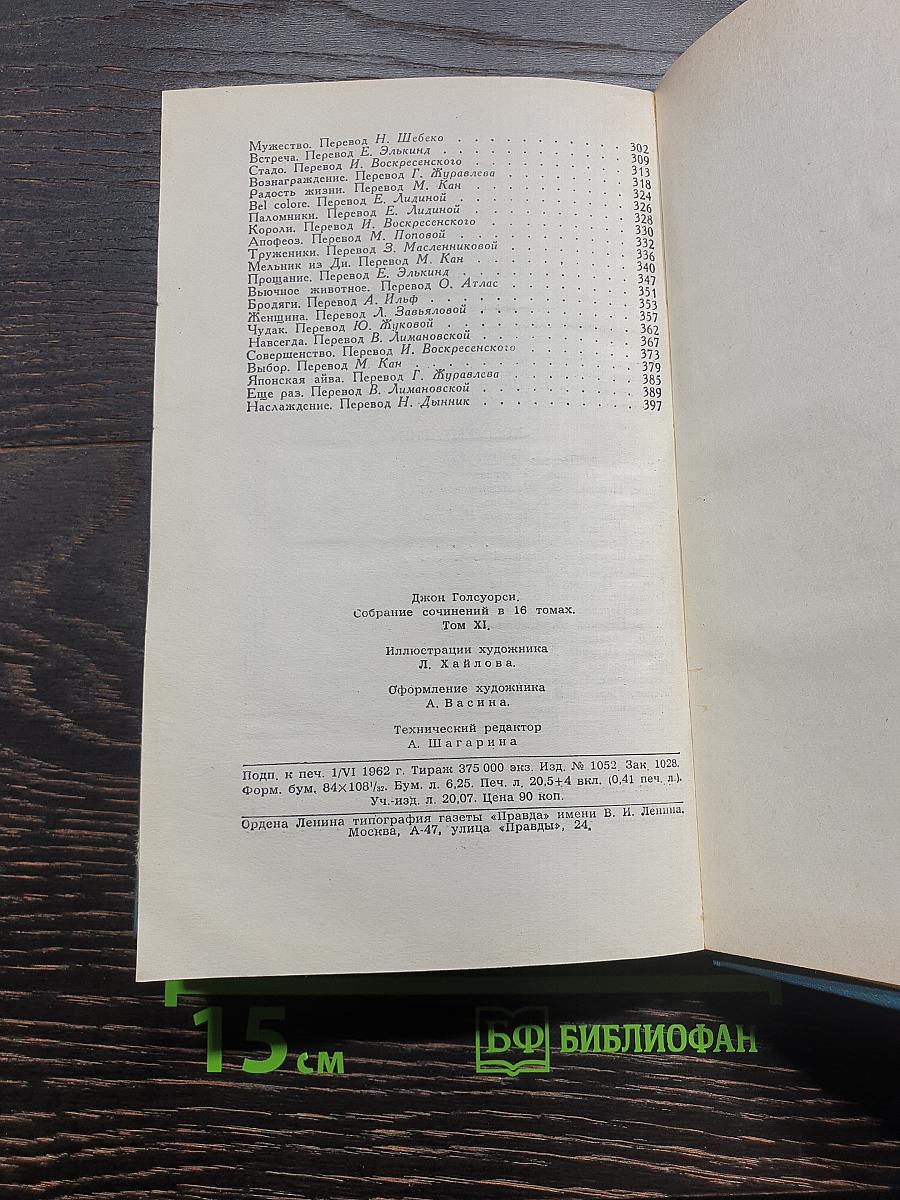 Мужество. Перевод Н. Шебеко . . . . . . . . . . 302
Встреча. Перевод Е. Элькинд . . . . . . . . . . 309
Стадо. Перевод И. Воскресенского . . . . . . . . . . 313
Вознаграждение. Перевод Г. Журавлева . . . . . . . . 318
Радость жизни. Перевод М. Кан . . . . . . . . . . 324
Bel colore. Перевод Е. Лидиной . . . . . . . . . . 326
Паломники. Перевод Е. Лидиной . . . . . . . . . . 328
Короли. Перевод И. Воскресенского . . . . . . . . . . 330
Апофеоз. Перевод М. Поповой . . . . . . . . . . 332
Труженики. Перевод З. Масленниковой . . . . . . . . 336
Мельник из Ди. Перевод М. Кан . . . . . . . . . . 340
Прощание. Перевод Е. Элькинд . . . . . . . . . . 347
Вьючное животное. Перевод О. Атлас . . . . . . . . 351
Бродяги. Перевод А. Ильф . . . . . . . . . . 353
Женщина. Перевод Л. Завьяловой . . . . . . . . . . 357
Чудак. Перевод Ю. Жуковой . . . . . . . . . . 362
Навсегда. Перевод В. Лимановской . . . . . . . . . . 367
Совершенство. Перевод И. Воскресенского . . . . . . . 373
Выбор. Перевод М. Кан . . . . . . . . . . 379
Японская айва. Перевод Г. Журавлева . . . . . . . . 385
Еще раз. Перевод В. Лимановской . . . . . . . . . . 389
Наслаждение. Перевод Н. Дынник . . . . . . . . . . 397
Джон Голсуорси.
Собрание сочинений в 16 томах.
Том XI.
Иллюстрации художника
Л. Хайлова.
Оформление художника
А. Васина.
Технический редактор
А. Шагарина
Подп. к печ. 1/VI 1962 г. Тираж 375 000 экз. Изд. № 1052. Зак. 1028.
Форм. бум. 84×108¹/₃₂. Бум. л. 6,25. Печ. л. 20,5+4 вкл. (0,41 печ. л.).
Уч.-изд. л. 20,07. Цена 90 коп.
Ордена Ленина типография газеты «Правда» имени В. И. Ленина.
Москва, А-47, улица «Правды», 24.
15 см
БФ БИБЛИОФАН